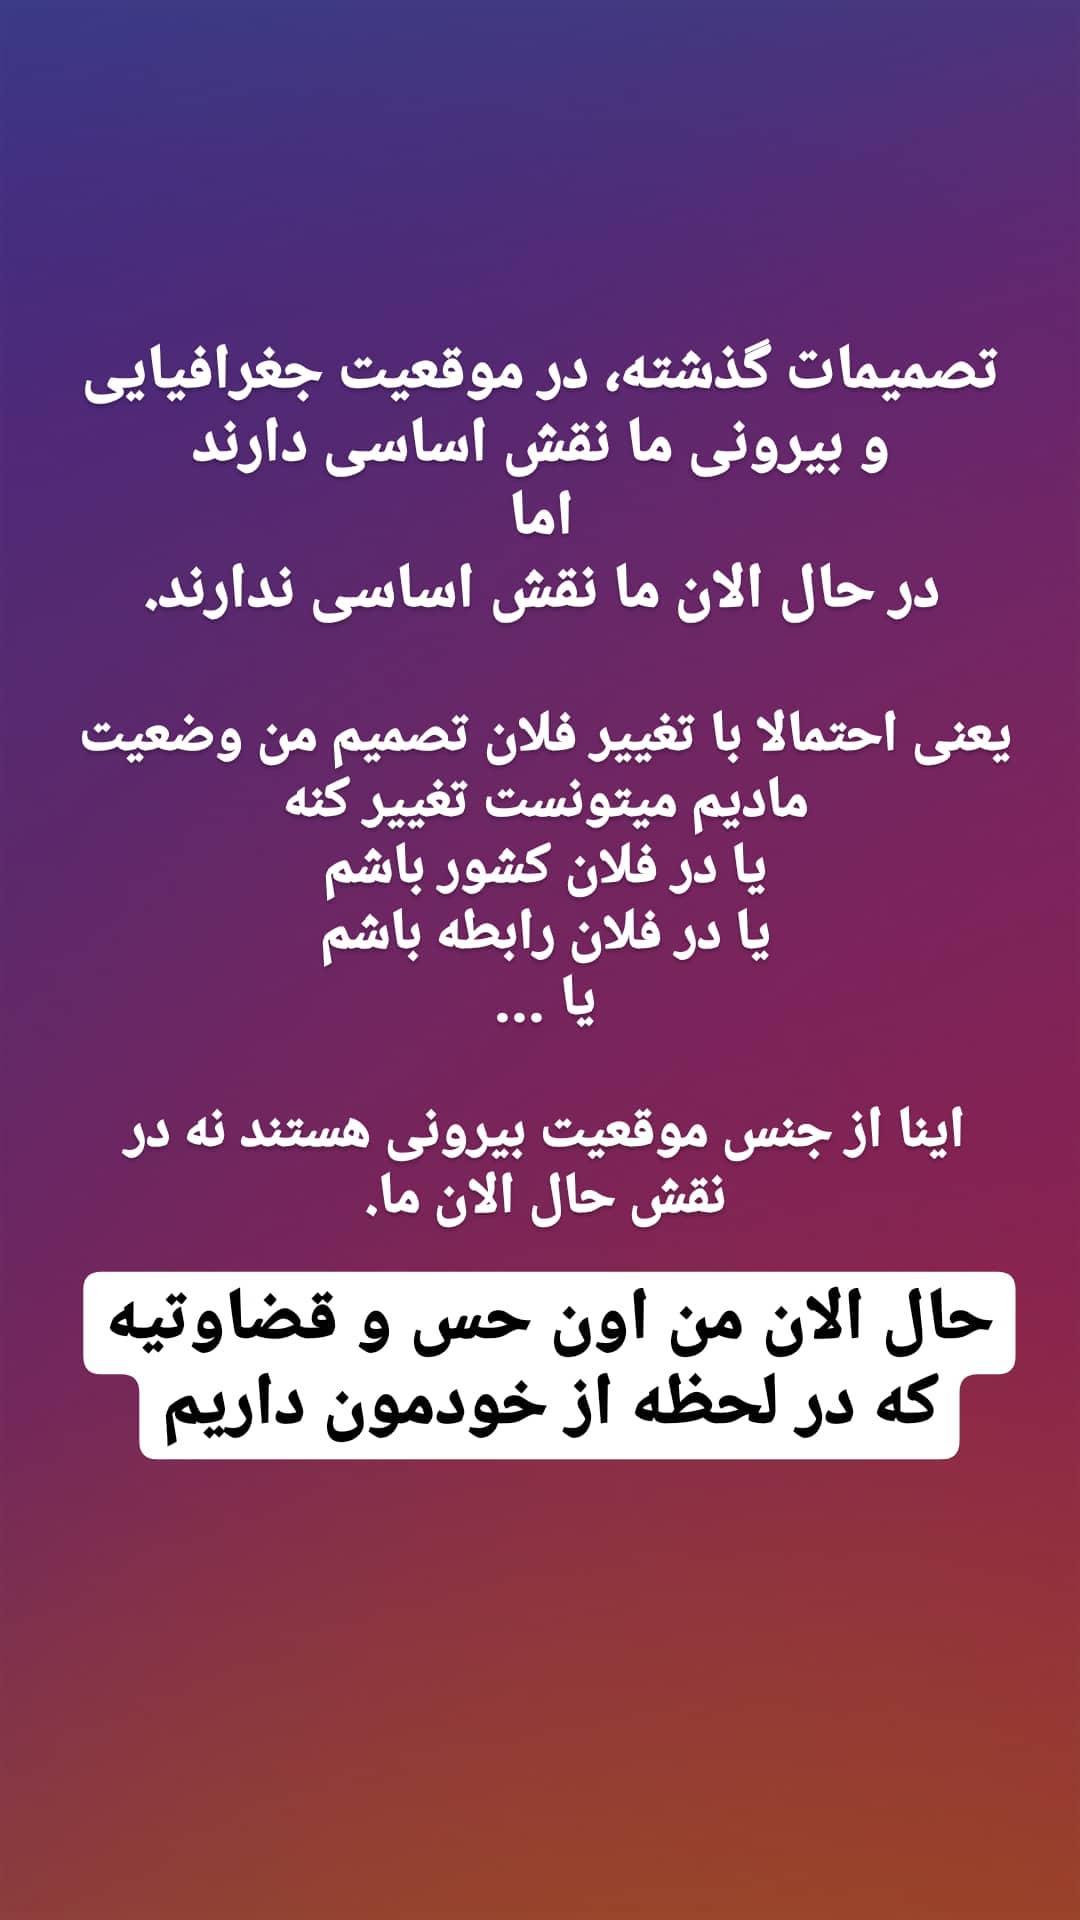 تصمیمات گذشته، در موقعیت جغرافیایی
و بیرونی ما نقش اساسی دارند
اما
در حال الان ما نقش اساسی ندارند.
یعنی احتمالا با تغییر فلان تصمیم من وضعیت
مادیم میتونست تغییر کنه
یا در فلان کشور باشم
یا در فلان رابطه باشم
یا ...
اینا از جنس موقعیت بیرونی هستند نه در
نقش حال الان ما.
حال الان من اون حس و قضاوتیه
که در لحظه از خودمون داریم